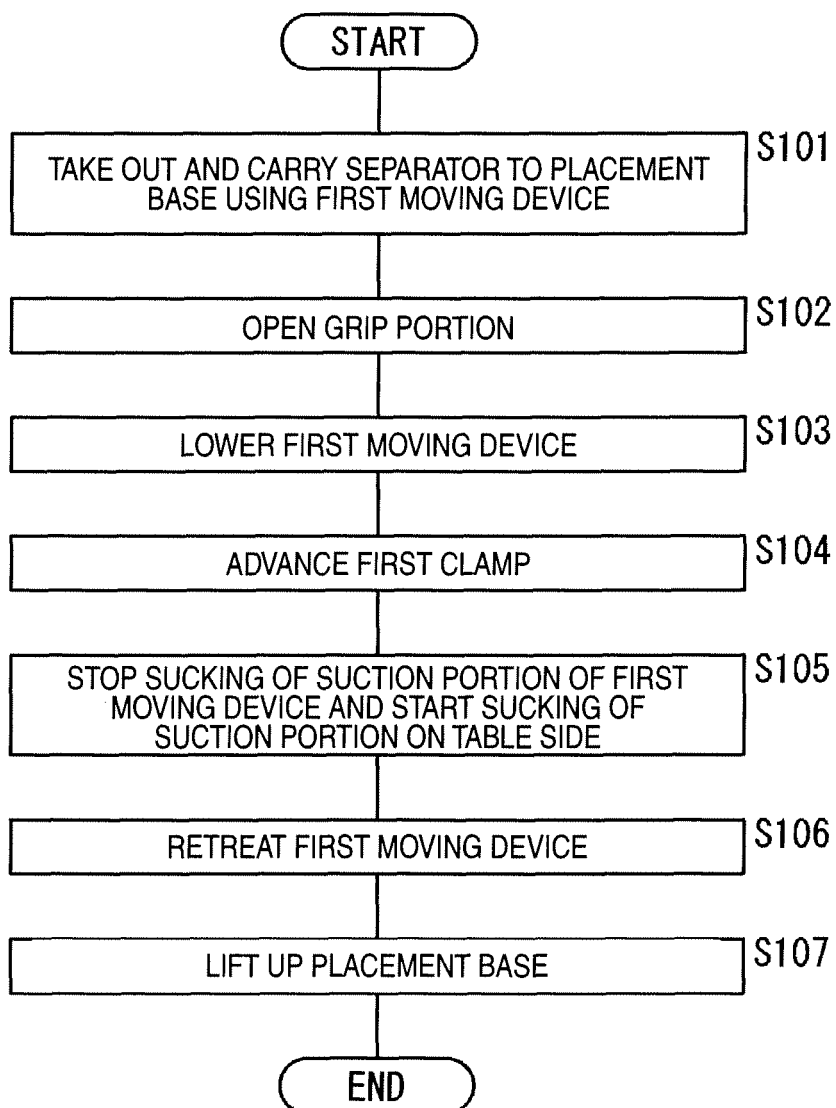 START
S101
TAKE OUT AND CARRY SEPARATOR TO PLACEMENT
BASE USING FIRST MOVING DEVICE
S102
OPEN GRIP PORTION
S103
LOWER FIRST MOVING DEVICE
S104
ADVANCE FIRST CLAMP
S105
STOP SUCKING OF SUCTION PORTION OF FIRST
MOVING DEVICE AND START SUCKING OF
SUCTION PORTION ON TABLE SIDE
S106
RETREAT FIRST MOVING DEVICE
S107
LIFT UP PLACEMENT BASE
END